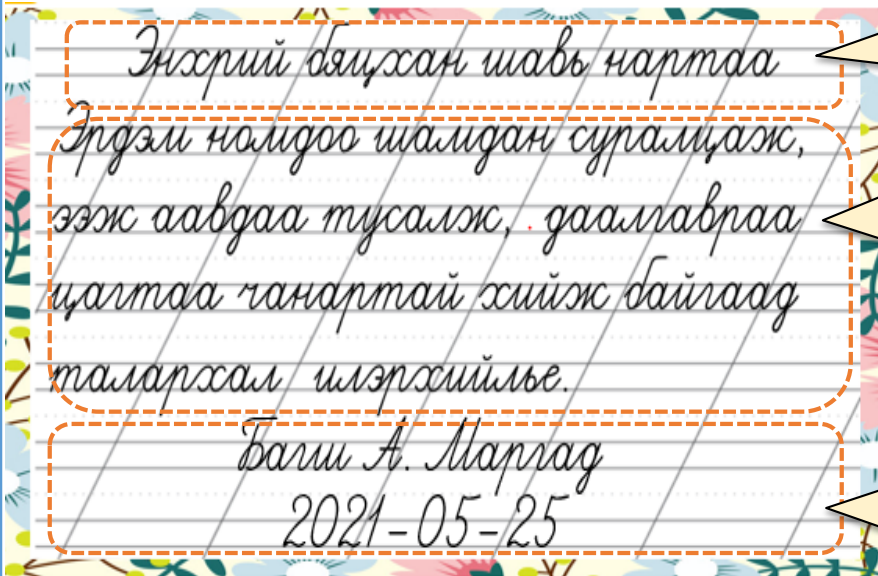 Энхрий бяцхан шавь нартаа
Эрдэм номдоо шамдан суралцаж,
ээж аавдаа тусалж, даалгавраа
цагтаа чанартай хийж байгаад
талархал илэрхийлье.
Багш А. Маргад
2021-05-25